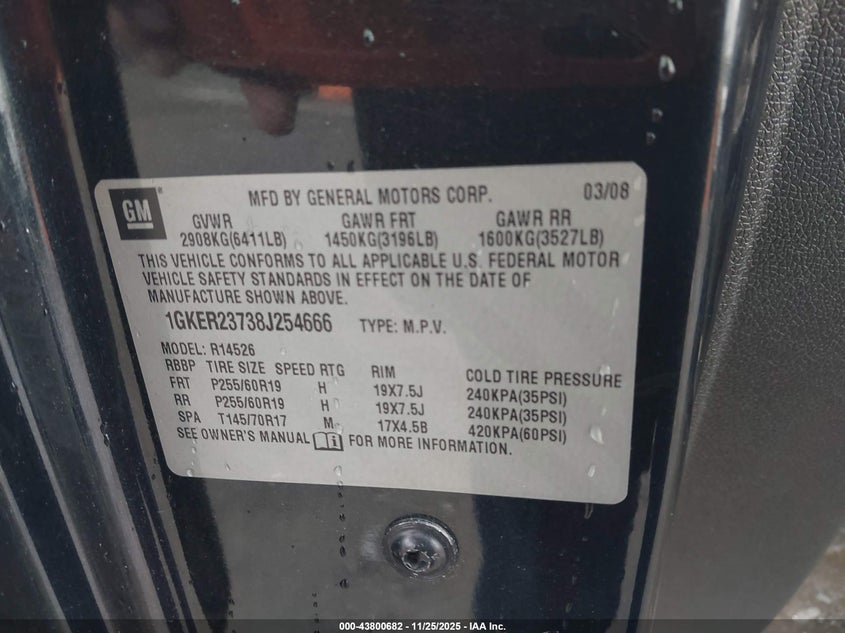 GM ® MFD BY GENERAL MOTORS CORP. 03/08
GVWR GAWR FRT GAWR RR
2908KG(6411LB) 1450KG(3196LB) 1600KG(3527LB)
THIS VEHICLE CONFORMS TO ALL APPLICABLE U.S. FEDERAL MOTOR
VEHICLE SAFETY STANDARDS IN EFFECT ON THE DATE OF
MANUFACTURE SHOWN ABOVE.
1GKER23738J254666 TYPE: M.P.V.
MODEL: R14526
RBBP TIRE SIZE SPEED RTG RIM COLD TIRE PRESSURE
FRT P255/60R19 H 19X7.5J 240KPA(35PSI)
RR P255/60R19 H 19X7.5J 240KPA(35PSI)
SPA T145/70R17 M 17X4.5B 420KPA(60PSI)
SEE OWNER'S MANUAL FOR MORE INFORMATION.
000-43800682 - 11/25/2025 - IAA Inc.